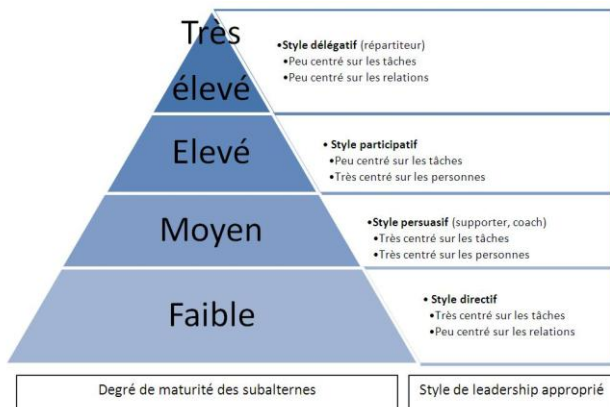 Très
élevé
•Style délégatif (répartiteur)
•Peu centré sur les tâches
•Peu centré sur les relations
Elevé
• Style participatif
•Peu centré sur les tâches
•Très centré sur les personnes
Moyen
•Style persuasif (supporter, coach)
•Très centré sur les tâches
•Très centré sur les personnes
Faible
• Style directif
•Très centré sur les tâches
•Peu centré sur les relations
Degré de maturité des subalternes
Style de leadership approprié